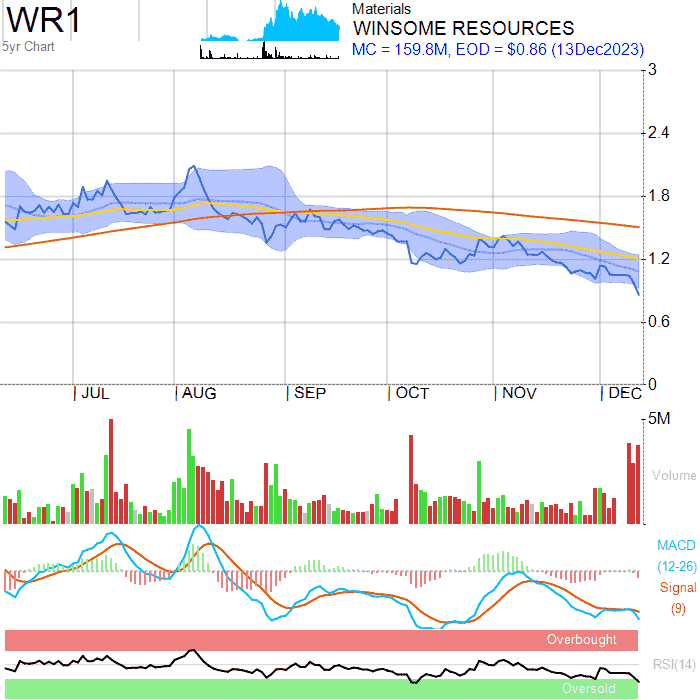 WR1
5yr Chart
Materials
WINSOME RESOURCES
MC = 159.8M, EOD = $0.86 (13Dec2023)
3
2.4
1.8
1.2
0.6
0
JUL AUG SEP OCT NOV DEC
5M
Volume
MACD
(12-26)
Signal
(9)
Overbought
RSI(14)
Oversold